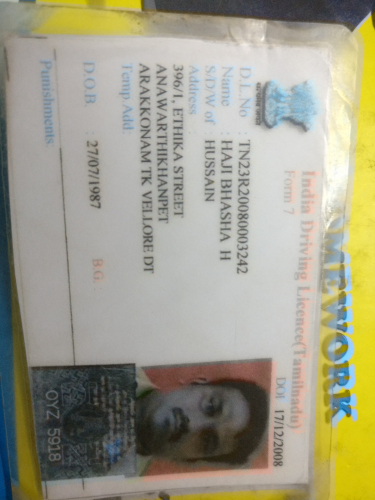 India Driving Licence(Tamilnadu)
Form 7
DOI 17/12/2008
D.L.No : TN23R20080003242
Name : HAJI BHASHA H
S/D/W of : HUSSAIN
Address :
396/1, ETHIKA STREET
ANAWARTHIKHANPET
ARAKKONAM TK VELLORE DT
Temp Add:
D.O.B : 27/07/1987 B.G :
Punishments
OYZ 5918
OMEWORK